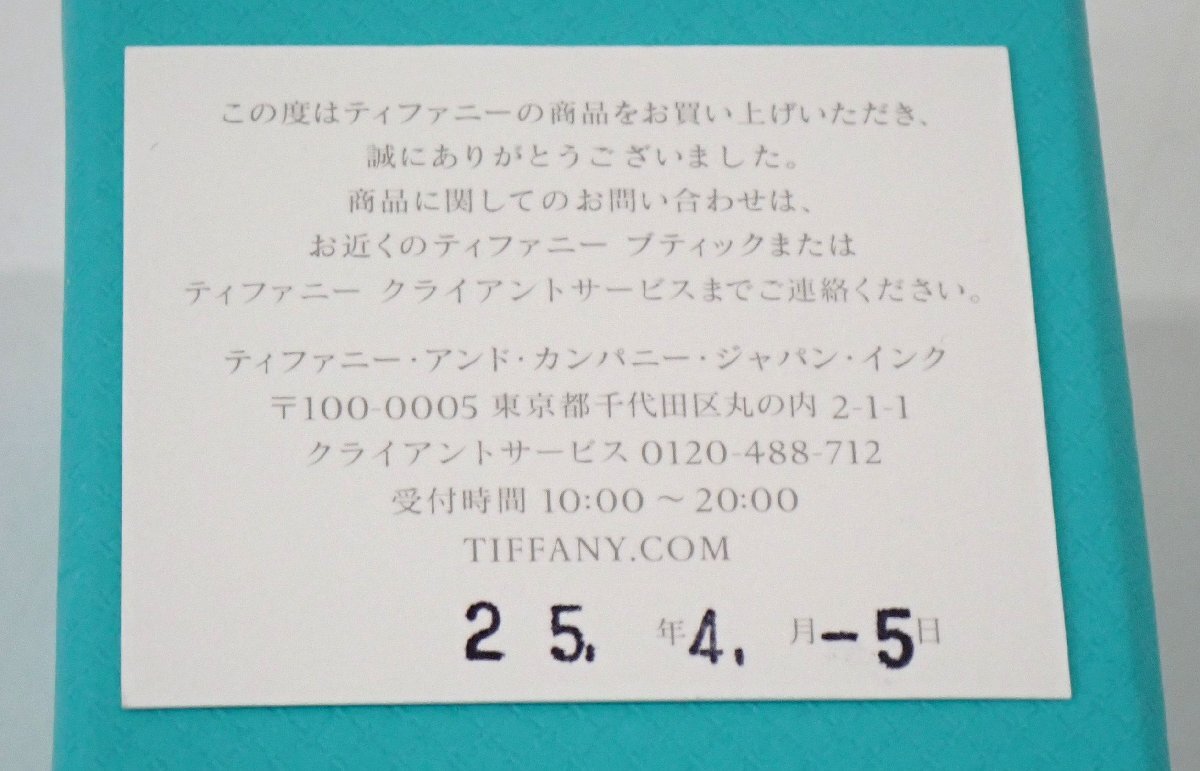 この度はティファニーの商品をお買い上げいただき、
誠にありがとうございました。
商品に関してのお問い合わせは、
お近くのティファニー ブティックまたは
ティファニー クライアントサービスまでご連絡ください。
ティファニー・アンド・カンパニー・ジャパン・インク
〒100-0005 東京都千代田区丸の内 2-1-1
クライアントサービス 0120-488-712
受付時間 10:00 〜 20:00
TIFFANY.COM
25. 年 4. 月 -5 日